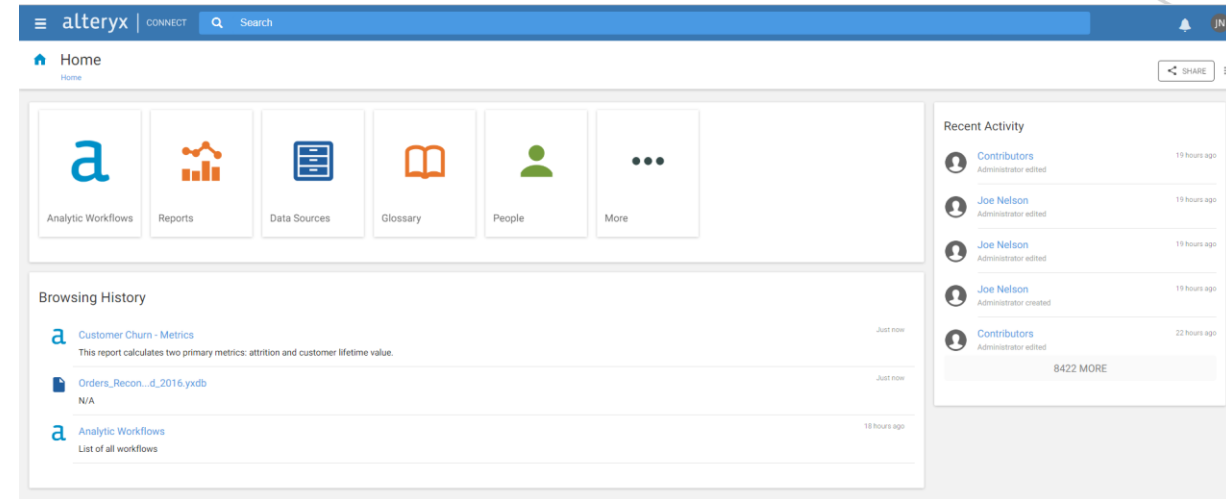 alteryx | CONNECT Search JN
Home
Home
SHARE
Analytic Workflows Reports Data Sources Glossary People More
Recent Activity
Contributors 19 hours ago
Administrator edited
Joe Nelson 19 hours ago
Administrator edited
Joe Nelson 19 hours ago
Administrator edited
Joe Nelson 19 hours ago
Administrator created
Contributors 22 hours ago
Administrator edited
8422 MORE
Browsing History
Customer Churn - Metrics Just now
This report calculates two primary metrics: attrition and customer lifetime value.
Orders_Recon...d_2016.yxdb Just now
N/A
Analytic Workflows 18 hours ago
List of all workflows